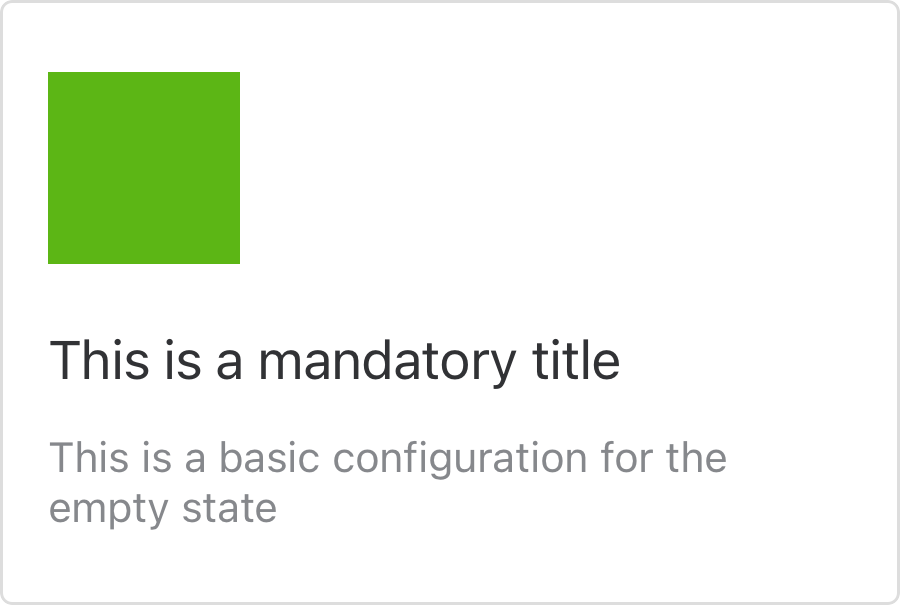 This is a mandatory title
This is a basic configuration for the
empty state